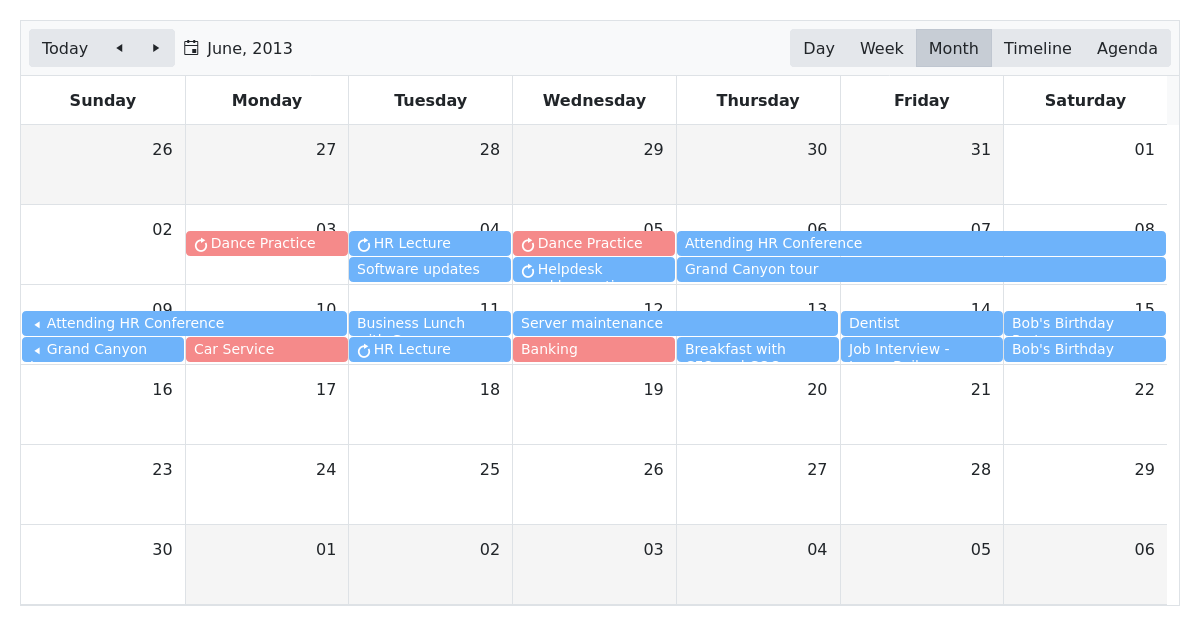 Today June, 2013 Day Week Month Timeline Agenda
Sunday Monday Tuesday Wednesday Thursday Friday Saturday
26 27 28 29 30 31 01
02 03 04 05 06 07 08
Dance Practice HR Lecture Dance Practice Attending HR Conference
Software updates Helpdesk Grand Canyon tour
09 10 11 12 13 14 15
Attending HR Conference Business Lunch Server maintenance Dentist Bob's Birthday
Grand Canyon Car Service HR Lecture Banking Breakfast with Job Interview - Bob's Birthday
16 17 18 19 20 21 22
23 24 25 26 27 28 29
30 01 02 03 04 05 06